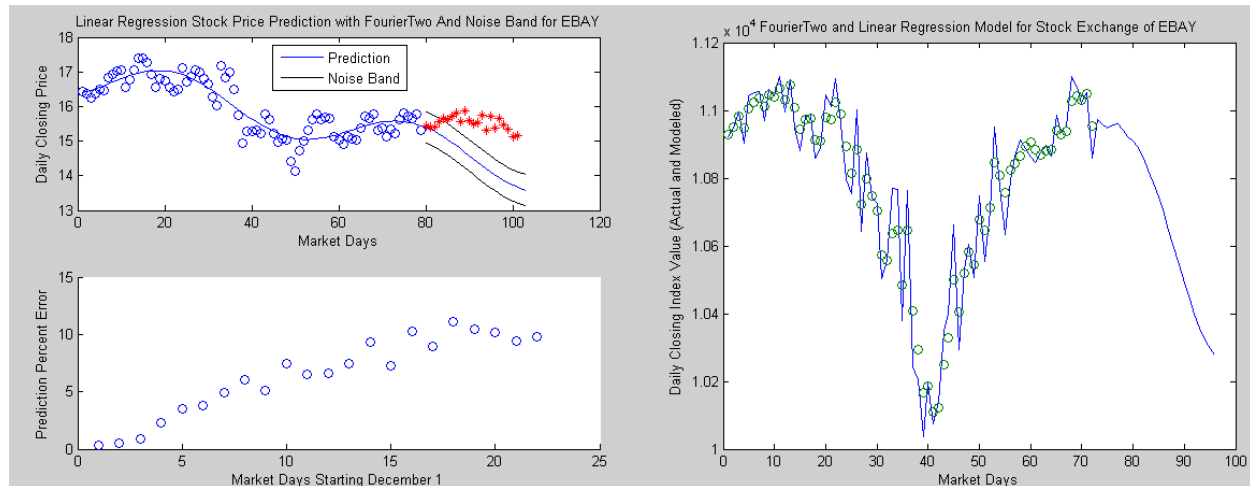 Linear Regression Stock Price Prediction with FourierTwo And Noise Band for EBAY
18
17
16
15
14
13
Daily Closing Price
Prediction
Noise Band
0 20 40 60 80 100 120
Market Days
15
10
5
0
Prediction Percent Error
0 5 10 15 20 25
Market Days Starting December 1
x 10^4 FourierTwo and Linear Regression Model for Stock Exchange of EBAY
1.12
1.1
1.08
1.06
1.04
1.02
1
Daily Closing Index Value (Actual and Modeled)
0 10 20 30 40 50 60 70 80 90 100
Market Days